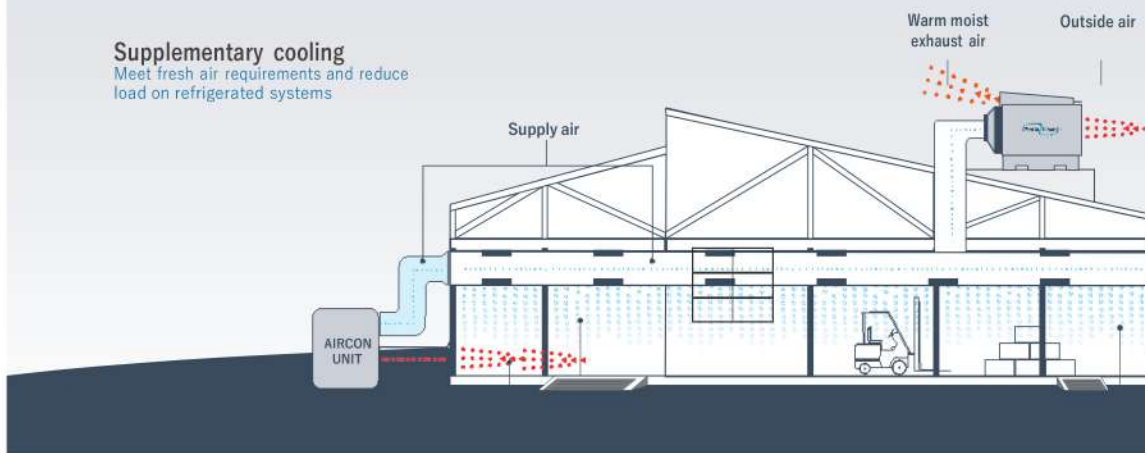 Supplementary cooling
Meet fresh air requirements and reduce
load on refrigerated systems
Warm moist
exhaust air
Outside air
Supply air
AIRCON
UNIT